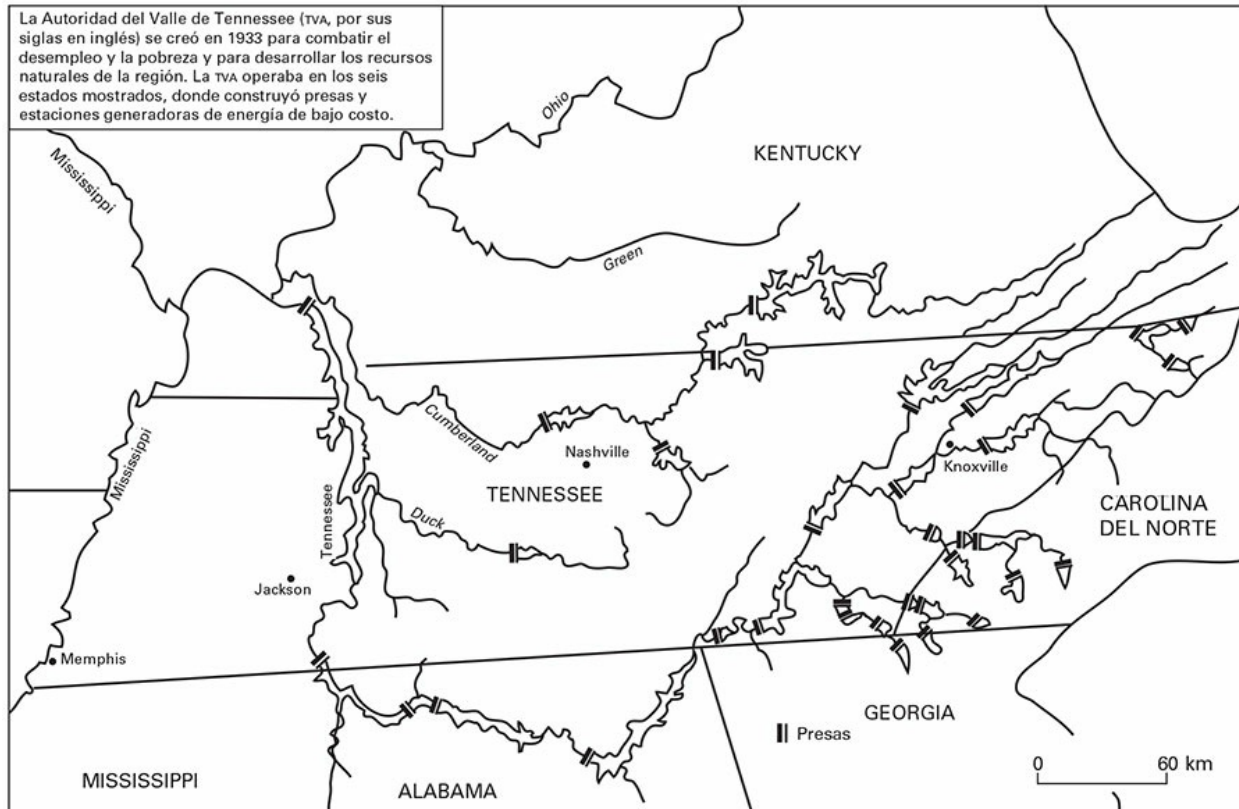 La Autoridad del Valle de Tennessee (TVA, por sus
siglas en inglés) se creó en 1933 para combatir el
desempleo y la pobreza y para desarrollar los recursos
naturales de la región. La TVA operaba en los seis
estados mostrados, donde construyó presas y
estaciones generadoras de energía de bajo costo.
Ohio
Mississippi
KENTUCKY
Green
Mississippi
Cumberland
Nashville
Knoxville
TENNESSEE
Tennessee
Duck
CAROLINA
DEL NORTE
Jackson
Memphis
GEORGIA
Presas
0 60 km
MISSISSIPPI
ALABAMA